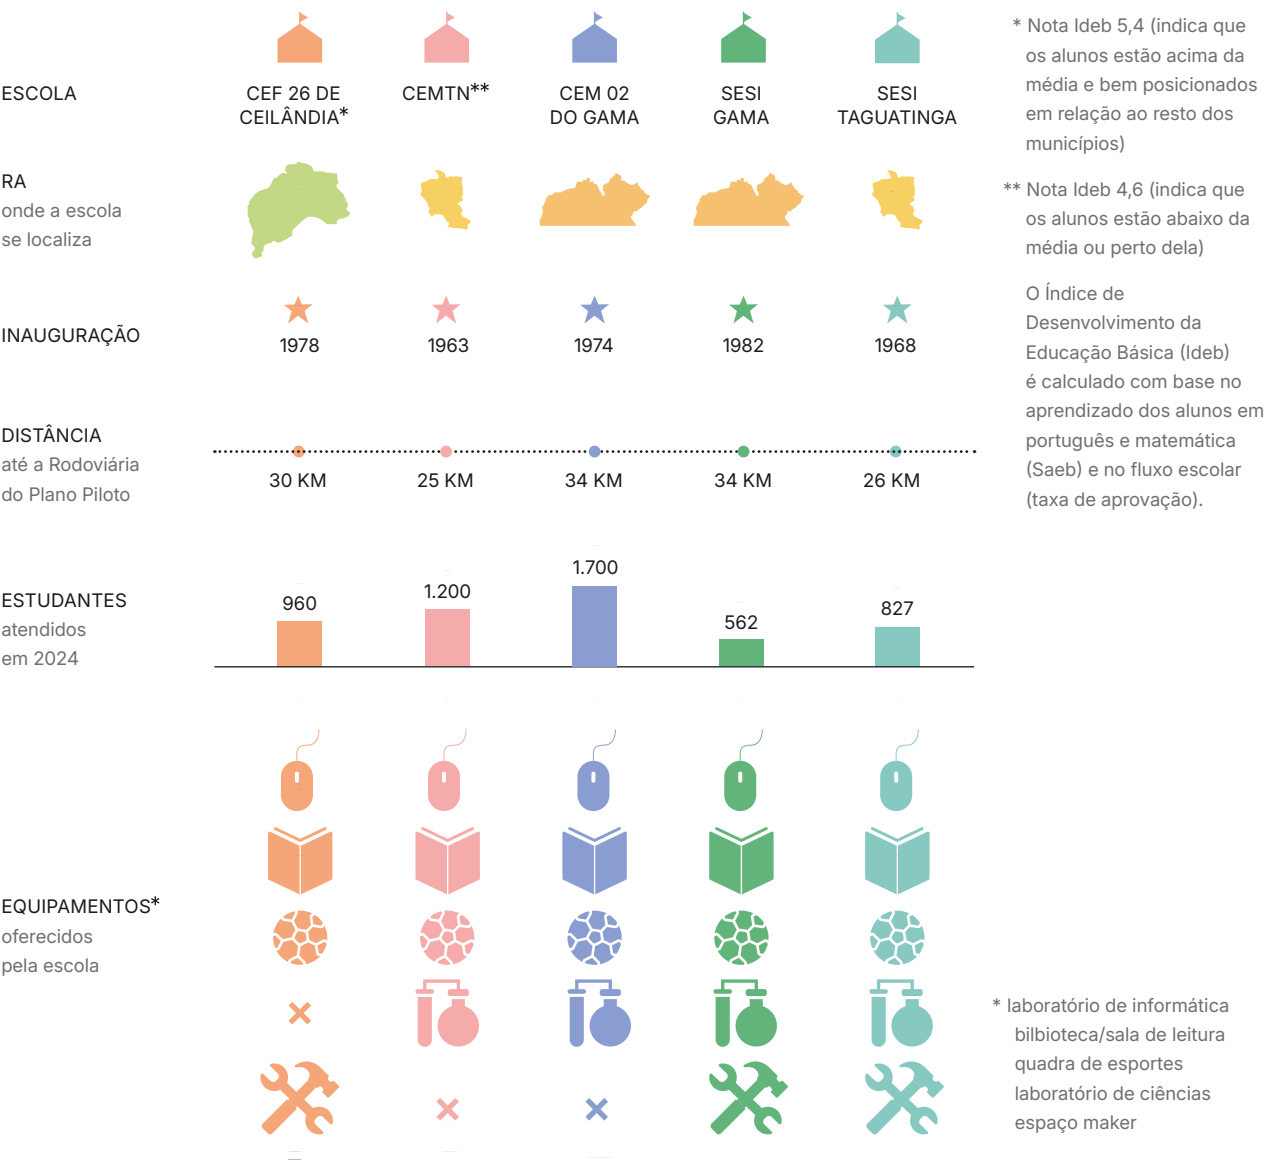 ESCOLA
CEF 26 DE
CEILÂNDIA*
CEMTN**
CEM 02
DO GAMA
SESI
GAMA
SESI
TAGUATINGA
RA
onde a escola
se localiza
INAUGURAÇÃO
1978
1963
1974
1982
1968
DISTÂNCIA
até a Rodoviária
do Plano Piloto
30 KM
25 KM
34 KM
34 KM
26 KM
ESTUDANTES
atendidos
em 2024
960
1.200
1.700
562
827
EQUIPAMENTOS*
oferecidos
pela escola
* Nota Ideb 5,4 (indica que
os alunos estão acima da
média e bem posicionados
em relação ao resto dos
municípios)
** Nota Ideb 4,6 (indica que
os alunos estão abaixo da
média ou perto dela)
O Índice de
Desenvolvimento da
Educação Básica (Ideb)
é calculado com base no
aprendizado dos alunos em
português e matemática
(Saeb) e no fluxo escolar
(taxa de aprovação).
* laboratório de informática
bilbioteca/sala de leitura
quadra de esportes
laboratório de ciências
espaço maker